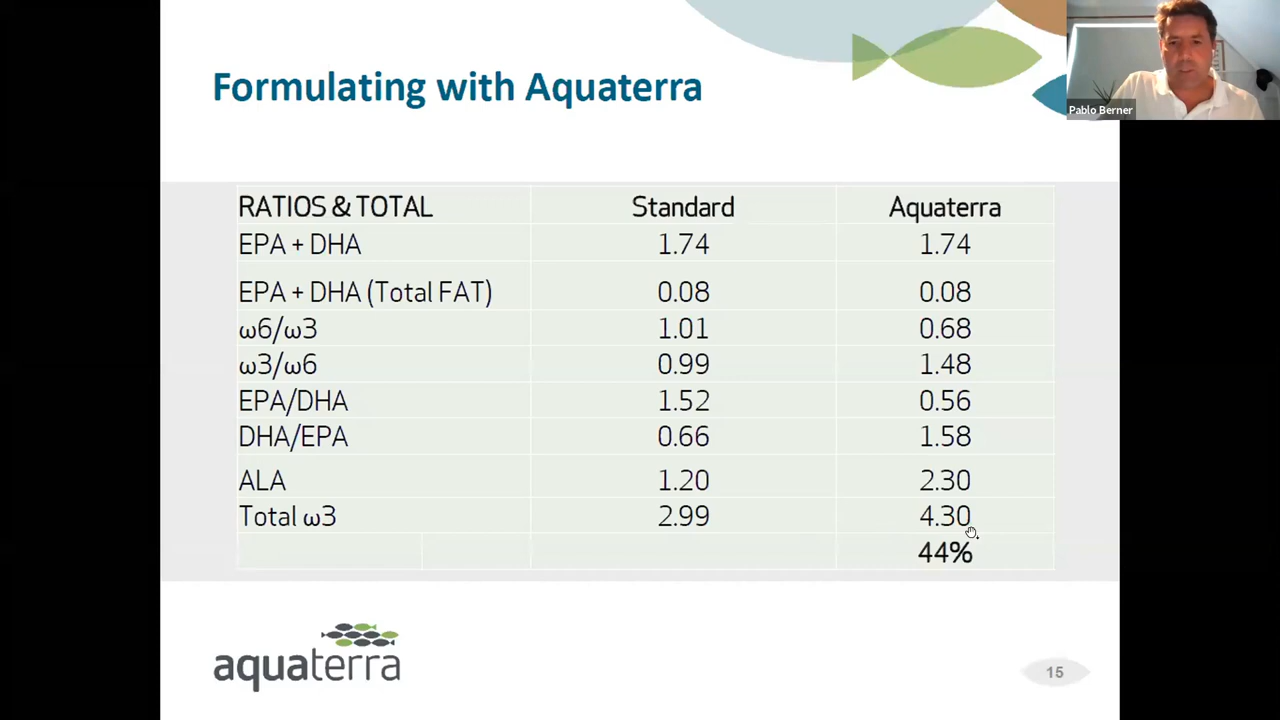 Formulating with Aquaterra
Pablo Berner
RATIOS & TOTAL Standard Aquaterra
EPA + DHA 1.74 1.74
EPA + DHA (Total FAT) 0.08 0.08
ω6/ω3 1.01 0.68
ω3/ω6 0.99 1.48
EPA/DHA 1.52 0.56
DHA/EPA 0.66 1.58
ALA 1.20 2.30
Total ω3 2.99 4.30
44%
aquaterra
15